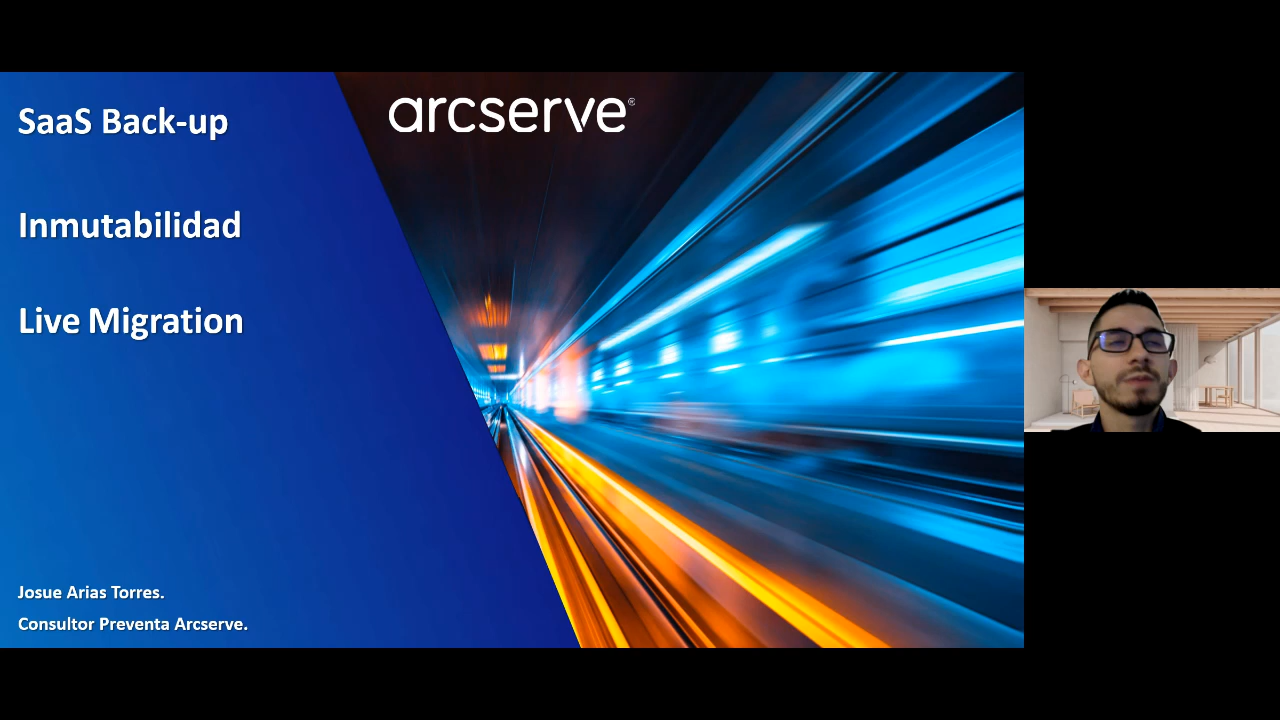 SaaS Back-up
arcserve®
Inmutabilidad
Live Migration
Josue Arias Torres.
Consultor Preventa Arcserve.